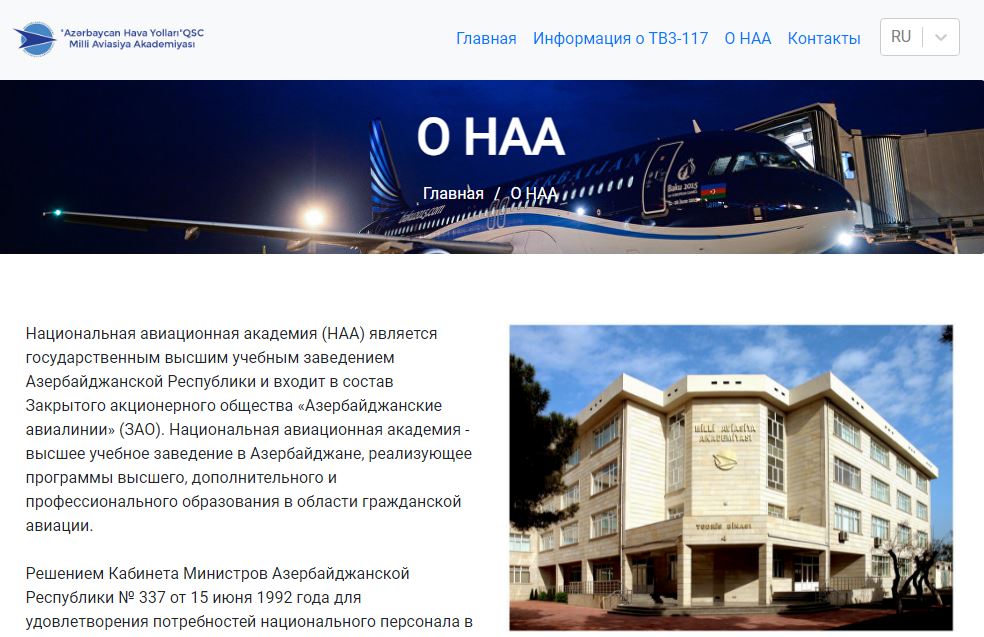 "Azərbaycan Hava Yolları"QSC
Milli Aviasiya Akademiyası
Главная Информация о ТВ3-117 О НАА Контакты RU
О НАА
Главная / О НАА
AZERBAIJAN
Baku 2015
Национальная авиационная академия (НАА) является
государственным высшим учебным заведением
Азербайджанской Республики и входит в состав
Закрытого акционерного общества «Азербайджанские
авиалинии» (ЗАО). Национальная авиационная академия -
высшее учебное заведение в Азербайджане, реализующее
программы высшего, дополнительного и
профессионального образования в области гражданской
авиации.
Решением Кабинета Министров Азербайджанской
Республики № 337 от 15 июня 1992 года для
удовлетворения потребностей национального персонала в
MİLLİ AVİASİYA
AKADEMİYASI
TƏDRİS BİNASI
4